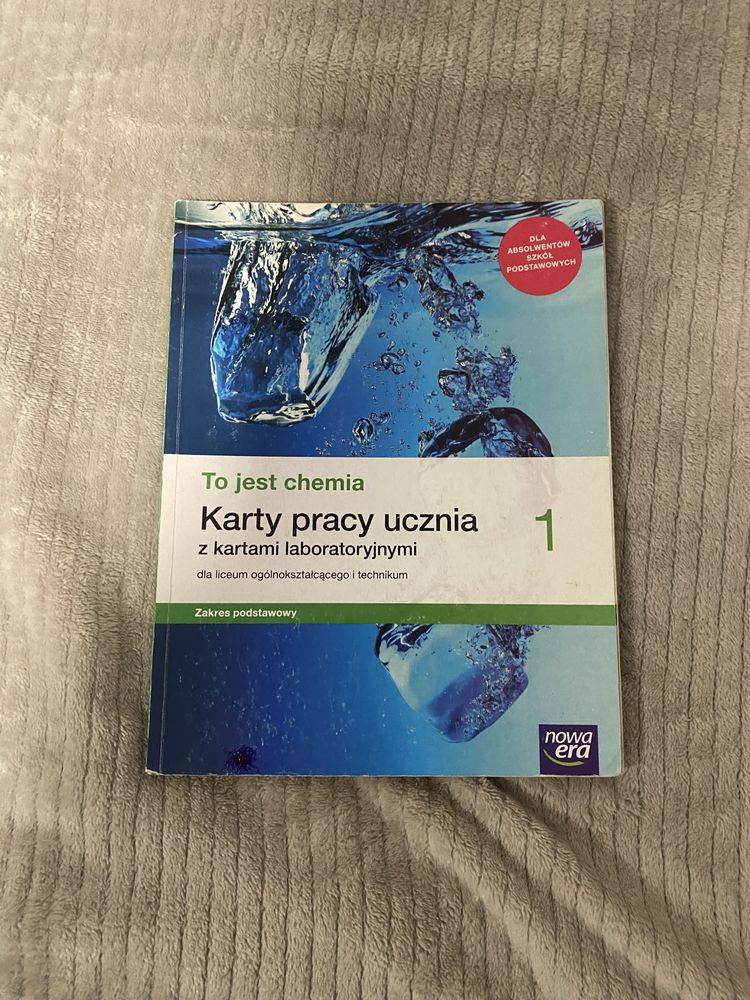 DLA
ABSOLWENTÓW
SZKÓŁ
PODSTAWOWYCH
To jest chemia
Karty pracy ucznia 1
z kartami laboratoryjnymi
dla liceum ogólnokształcącego i technikum
Zakres podstawowy
nowa
era